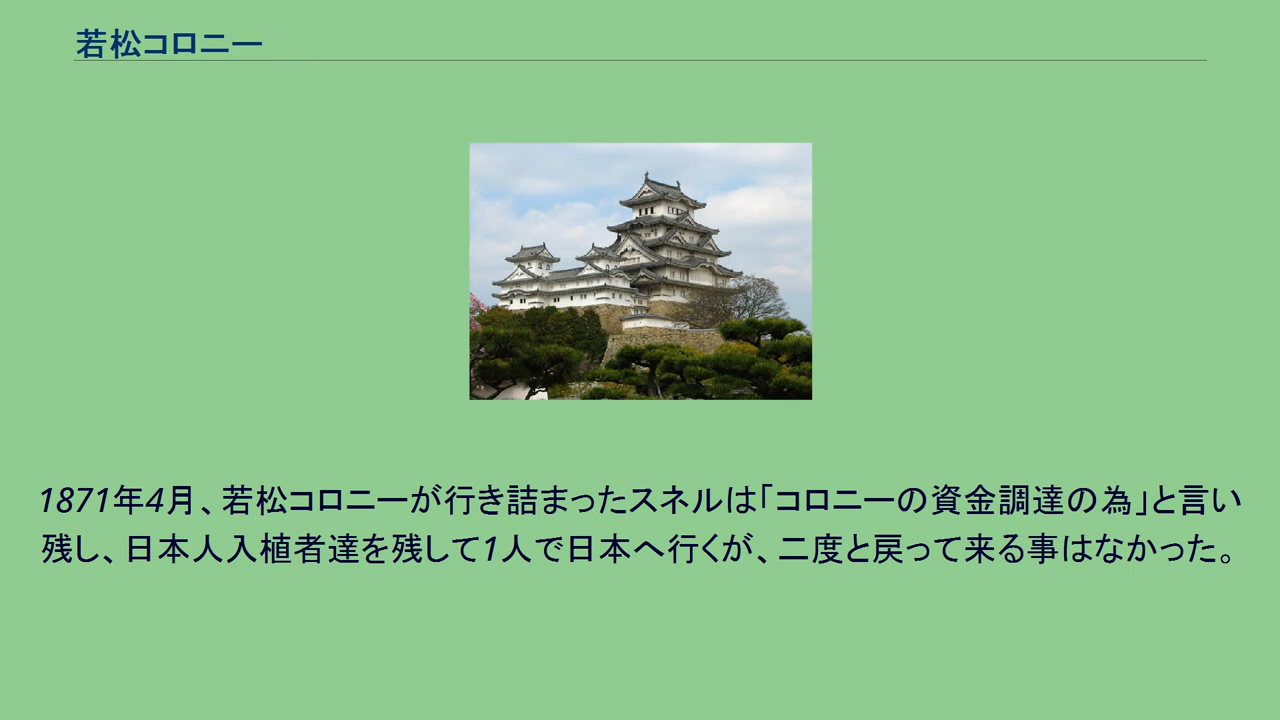 若松コロニー
1871年4月、若松コロニーが行き詰まったスネルは「コロニーの資金調達の為」と言い
残し、日本人入植者達を残して1人で日本へ行くが、二度と戻って来る事はなかった。